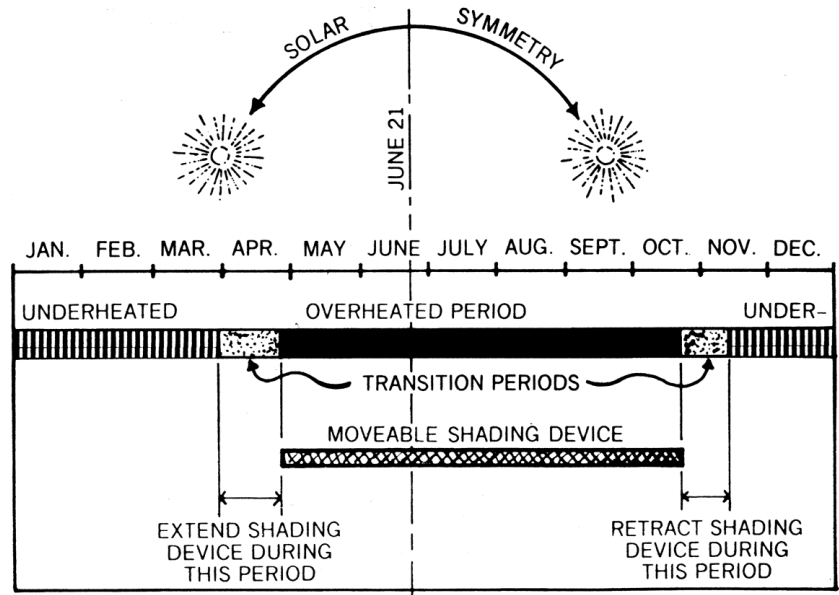 SOLAR SYMMETRY
JUNE 21
JAN. FEB. MAR. APR. MAY JUNE JULY AUG. SEPT. OCT. NOV. DEC.
UNDERHEATED OVERHEATED PERIOD UNDER–
TRANSITION PERIODS
MOVEABLE SHADING DEVICE
EXTEND SHADING
DEVICE DURING
THIS PERIOD
RETRACT SHADING
DEVICE DURING
THIS PERIOD